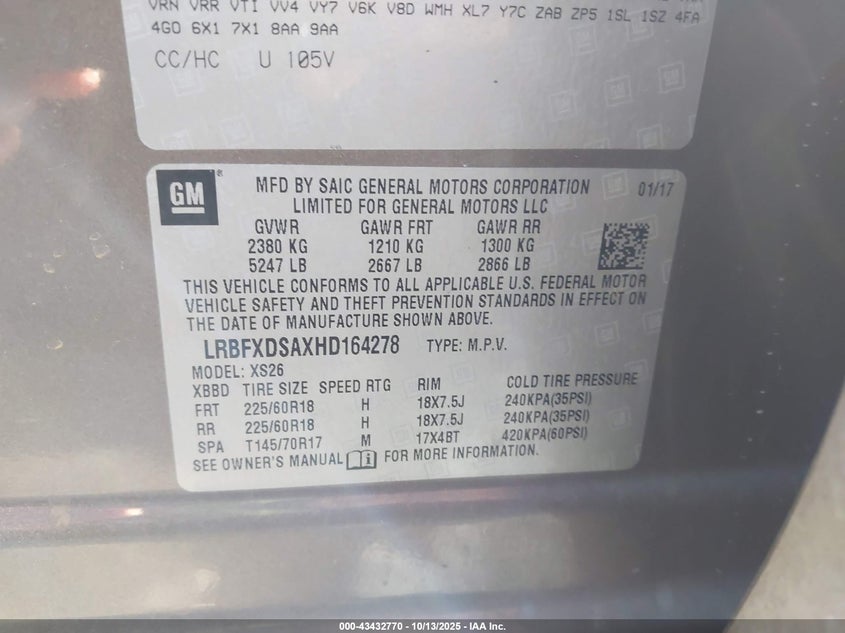 VRN VRR VTI VV4 VY7 V6K V8D WMH XL7 Y7C ZAB ZP5 1SL 1SZ 4FA
4GO 6X1 7X1 8AA 9AA
CC/HC U 105V
GM
MFD BY SAIC GENERAL MOTORS CORPORATION 01/17
LIMITED FOR GENERAL MOTORS LLC
GVWR GAWR FRT GAWR RR
2380 KG 1210 KG 1300 KG
5247 LB 2667 LB 2866 LB
THIS VEHICLE CONFORMS TO ALL APPLICABLE U.S. FEDERAL MOTOR
VEHICLE SAFETY AND THEFT PREVENTION STANDARDS IN EFFECT ON
THE DATE OF MANUFACTURE SHOWN ABOVE.
LRBFXDSAXHD164278 TYPE: M.P.V.
MODEL: XS26
XBBD TIRE SIZE SPEED RTG RIM COLD TIRE PRESSURE
FRT 225/60R18 H 18X7.5J 240KPA(35PSI)
RR 225/60R18 H 18X7.5J 240KPA(35PSI)
SPA T145/70R17 M 17X4BT 420KPA(60PSI)
SEE OWNER'S MANUAL FOR MORE INFORMATION.
000-43432770 - 10/13/2025 - IAA Inc.